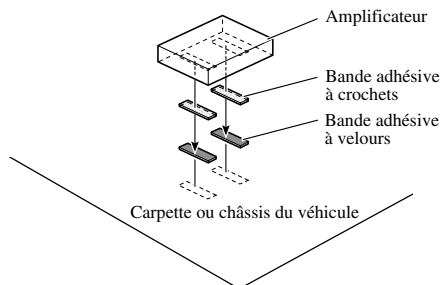 Amplificateur
Bande adhésive
à crochets
Bande adhésive
à velours
Carpette ou châssis du véhicule